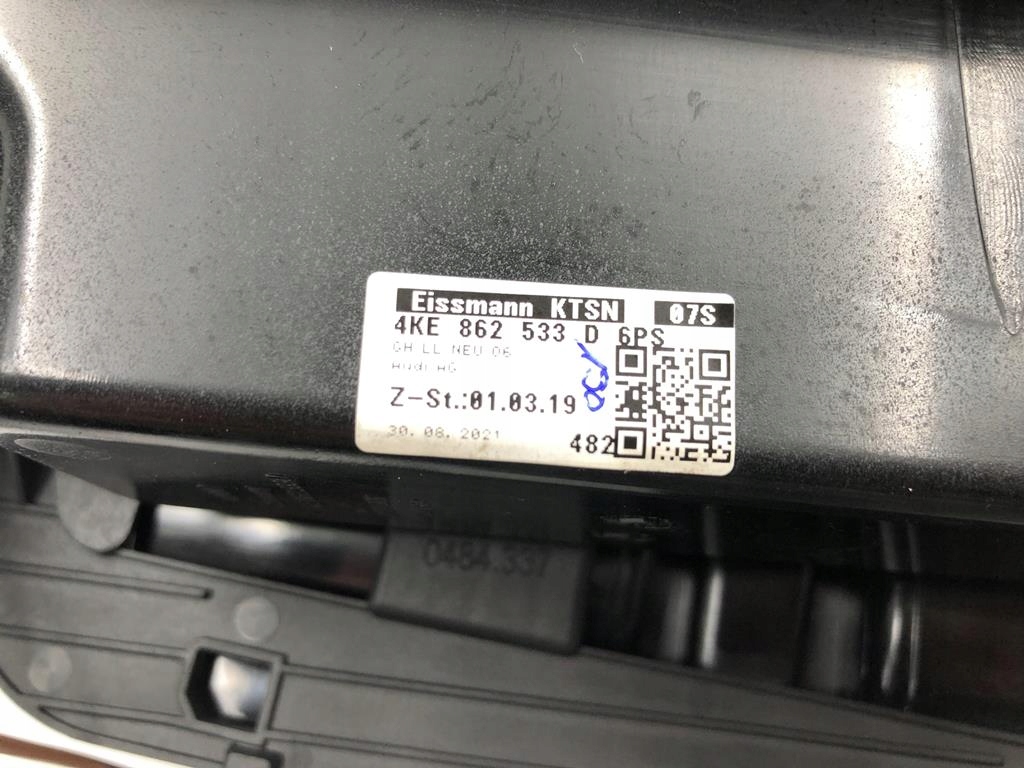 Eissmann KTSN 07S
4KE 862 533 D 6PS
GH LL NEU 06
Audi AG
Z-St.:01.03.19
30.08.2021
482
0484.337